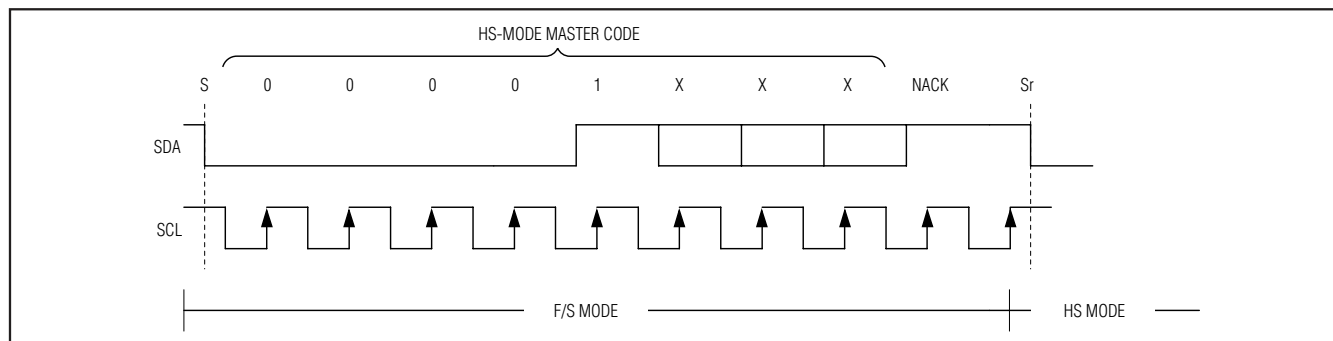 HS-MODE MASTER CODE
S 0 0 0 0 1 X X X NACK Sr
SDA
SCL
F/S MODE HS MODE